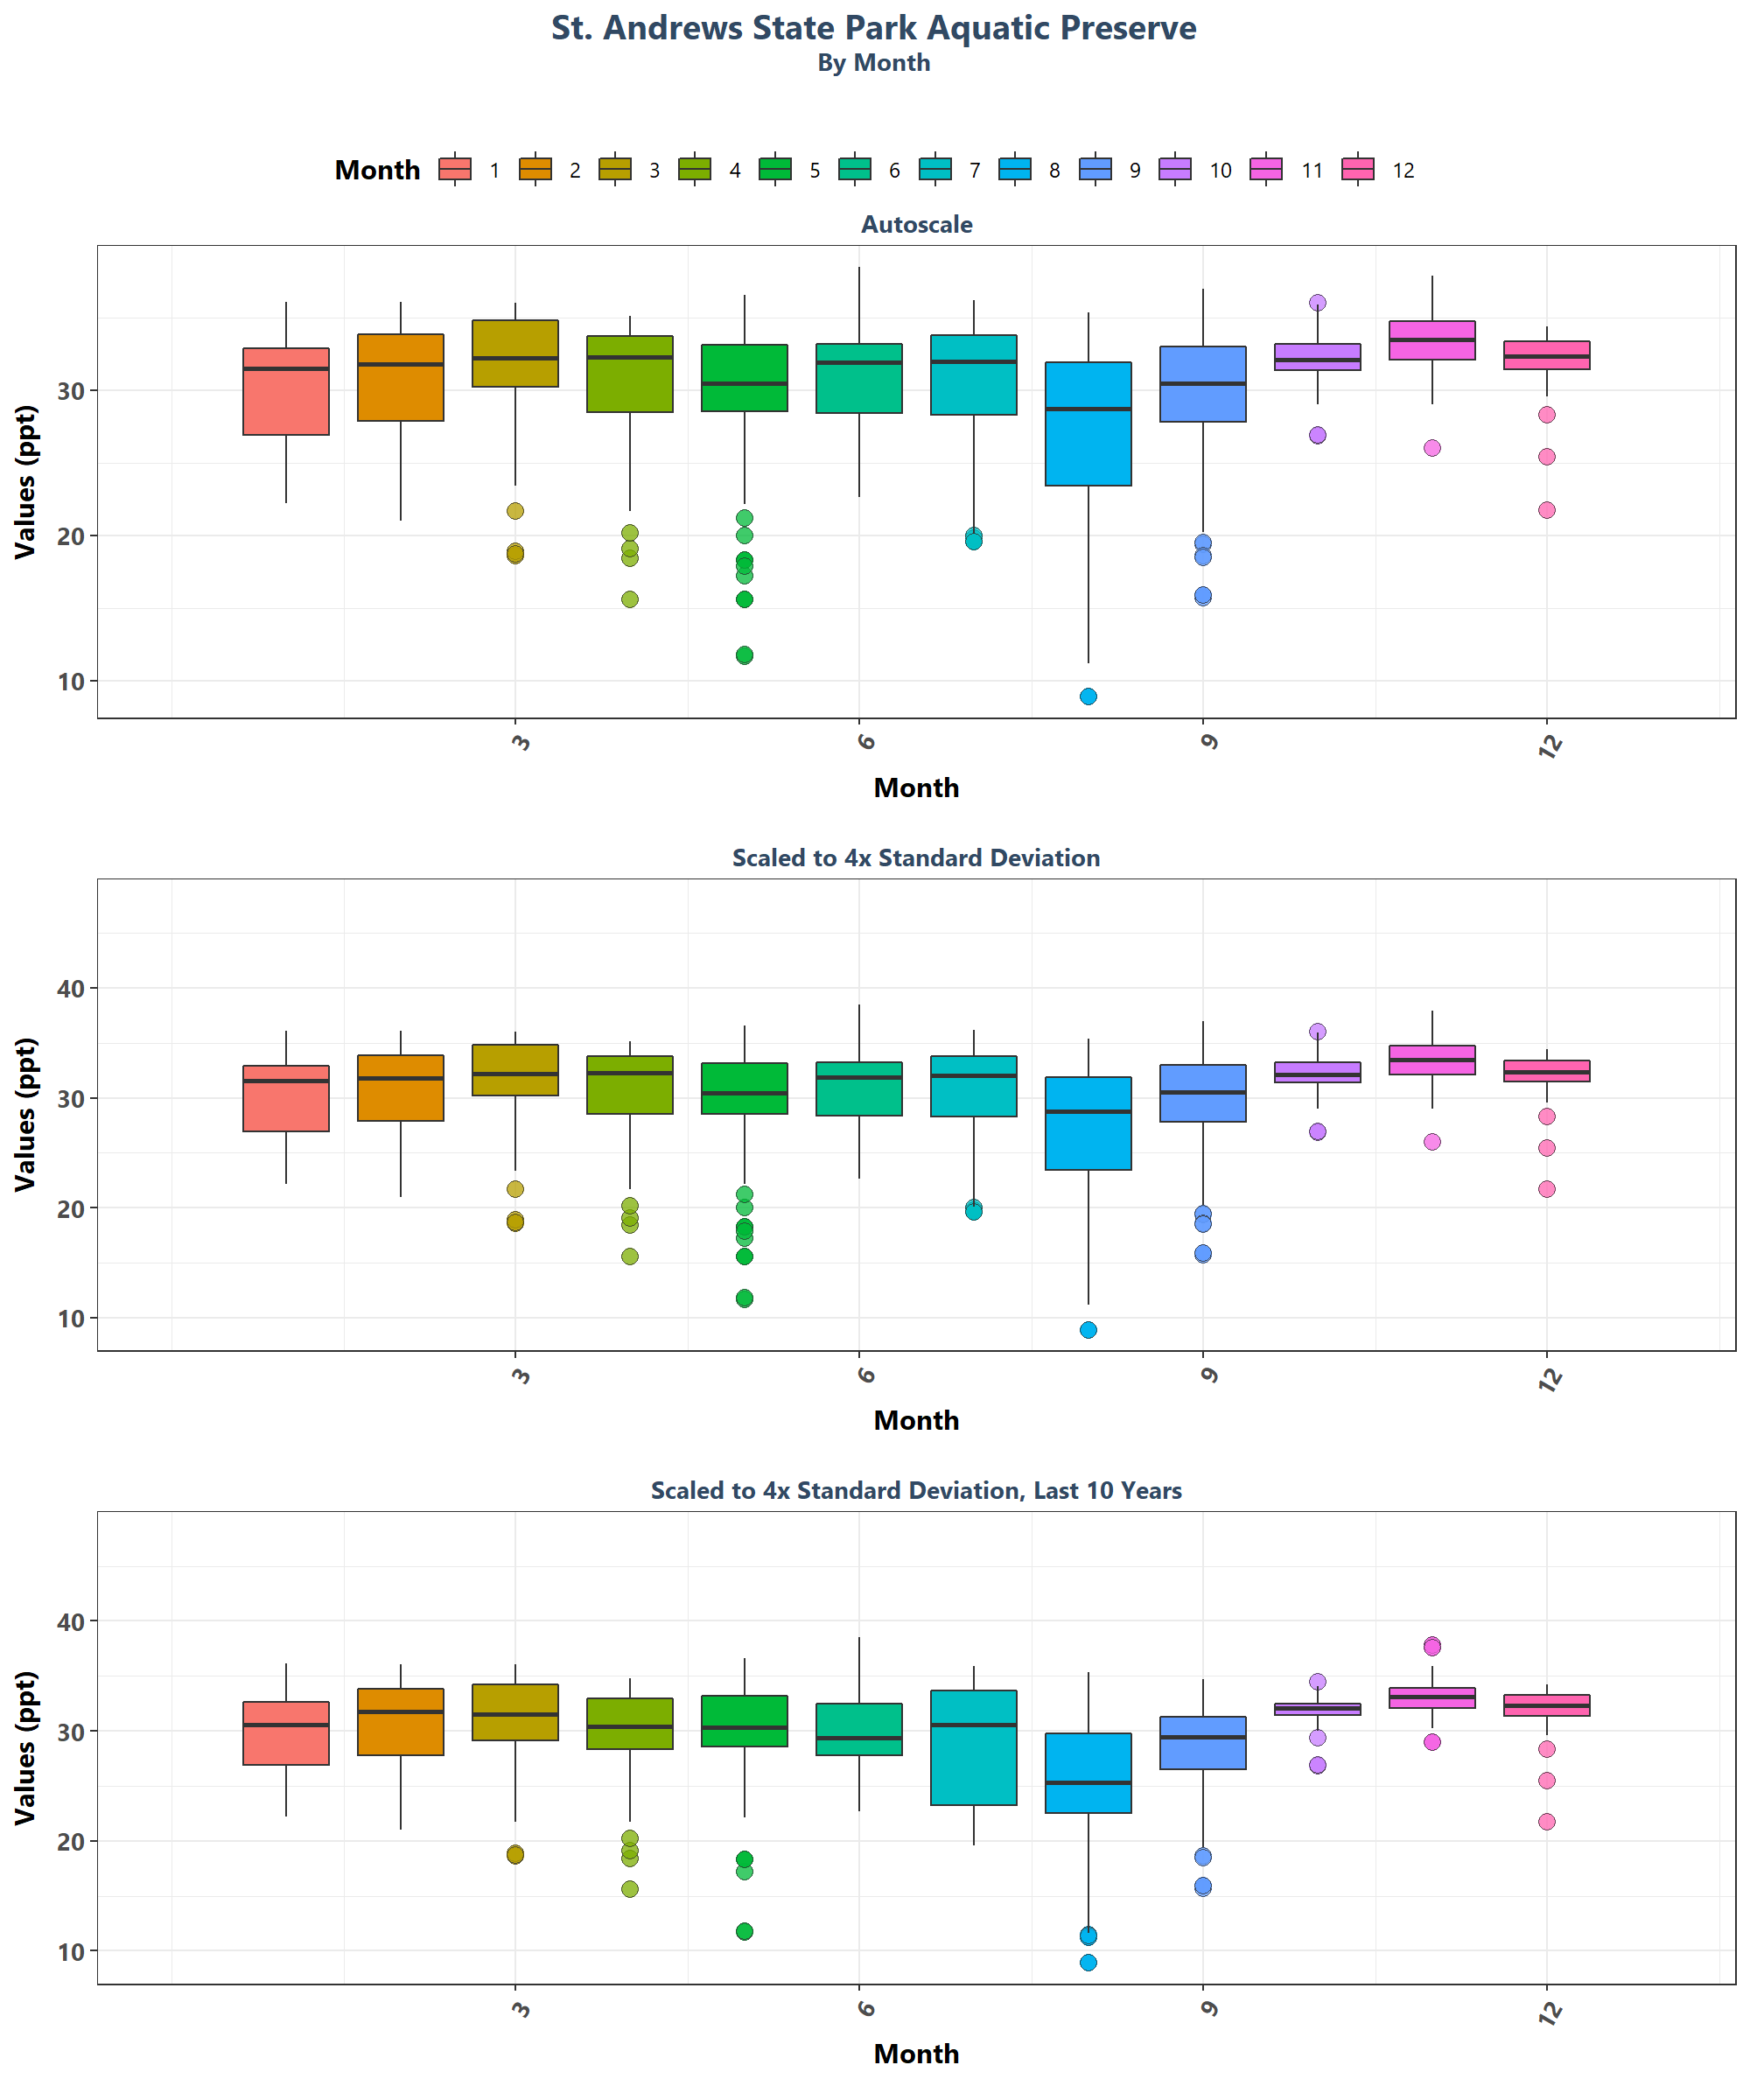 St. Andrews State Park Aquatic Preserve
By Month
Month 1 2 3 4 5 6 7 8 9 10 11 12
Autoscale
Values (ppt)
30
20
10
3 6 9 12
Month
Scaled to 4x Standard Deviation
Values (ppt)
40
30
20
10
3 6 9 12
Month
Scaled to 4x Standard Deviation, Last 10 Years
Values (ppt)
40
30
20
10
3 6 9 12
Month